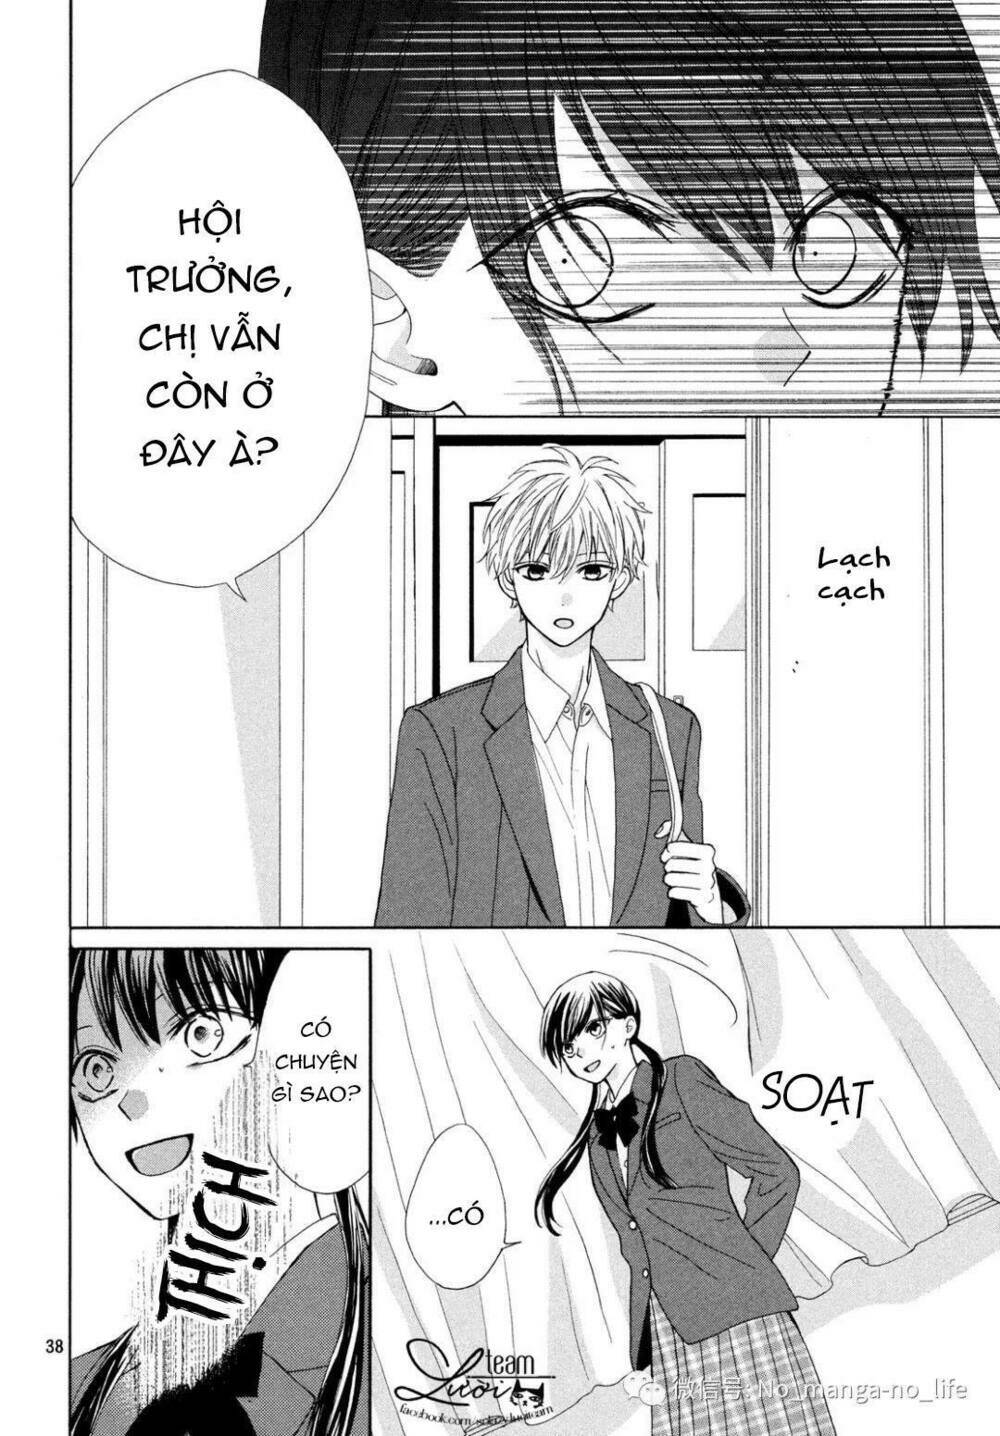 HỘI
TRƯỞNG,
CHỊ VẪN
CÒN Ở
ĐÂY À?
Lạch
cạch
CÓ
CHUYỆN
GÌ SAO?
THỊCH
...CÓ
SOẠT
38
team
Lười
微信号: No_manga-no_life